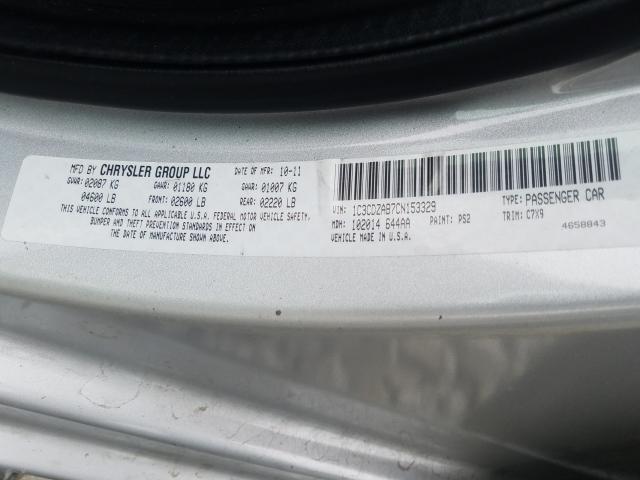 MFD BY CHRYSLER GROUP LLC DATE OF MFR: 10-11
GVWR: 02087 KG GAWR: 01180 KG GAWR: 01007 KG
04600 LB FRONT: 02600 LB REAR: 02220 LB
THIS VEHICLE CONFORMS TO ALL APPLICABLE U.S.A. FEDERAL MOTOR VEHICLE SAFETY,
BUMPER AND THEFT PREVENTION STANDARDS IN EFFECT ON
THE DATE OF MANUFACTURE SHOWN ABOVE.
VIN: 1C3CDZAB7CN153329 TYPE: PASSENGER CAR
MDH: 102014 644AA PAINT: PS2 TRIM: C7X9
VEHICLE MADE IN U.S.A. 4658843